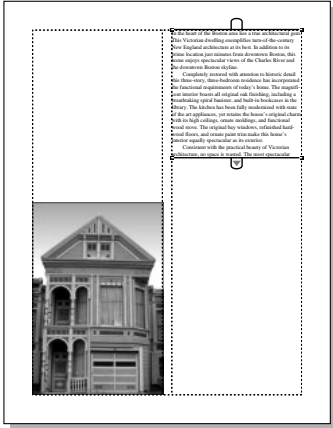 In the heart of the Boston area lies a true architectural gem.
This Victorian dwelling exemplifies turn-of-the-century
New England architecture at its best. In addition to its
prime location just minutes from downtown Boston, this
home enjoys spectacular views of the Charles River and
the downtown Boston skyline.
Completely restored with attention to historic detail
this three-story, three-bedroom residence has incorporated
the functional requirements of today's home. The magnifi-
cent interior boasts all original oak finishing, including a
breathtaking spiral banister, and built-in bookcases in the
library. The kitchen has been fully modernized with state
of the art appliances, yet retains the house's original charm
with its high ceilings, ornate moldings, and functional
wood stove. The original bay windows, refinished hard-
wood floors, and ornate paint trim make this home's
interior equally spectacular as its exterior.
Consistent with the practical beauty of Victorian
architecture, no space is wasted. The most spectacular